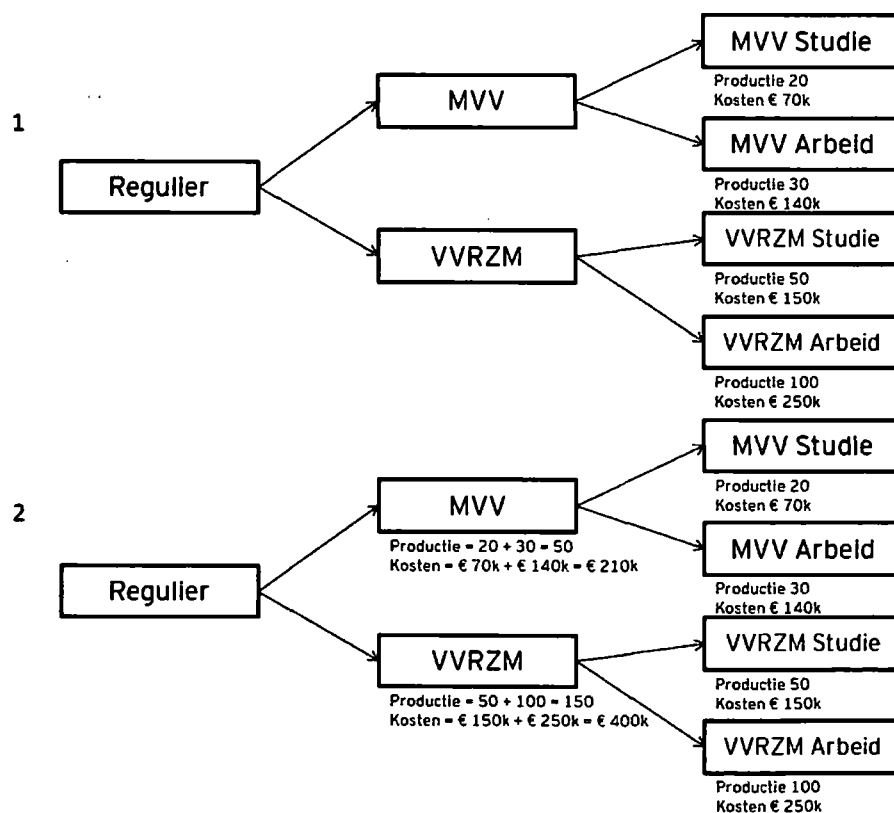 1
Regulier
MVV
VVRZM
MVV Studie
Productie 20
Kosten € 70k
MVV Arbeid
Productie 30
Kosten € 140k
VVRZM Studie
Productie 50
Kosten € 150k
VVRZM Arbeid
Productie 100
Kosten € 250k
2
Regulier
MVV
Productie = 20 + 30 = 50
Kosten = € 70k + € 140k = € 210k
VVRZM
Productie = 50 + 100 = 150
Kosten = € 150k + € 250k = € 400k
MVV Studie
Productie 20
Kosten € 70k
MVV Arbeid
Productie 30
Kosten € 140k
VVRZM Studie
Productie 50
Kosten € 150k
VVRZM Arbeid
Productie 100
Kosten € 250k